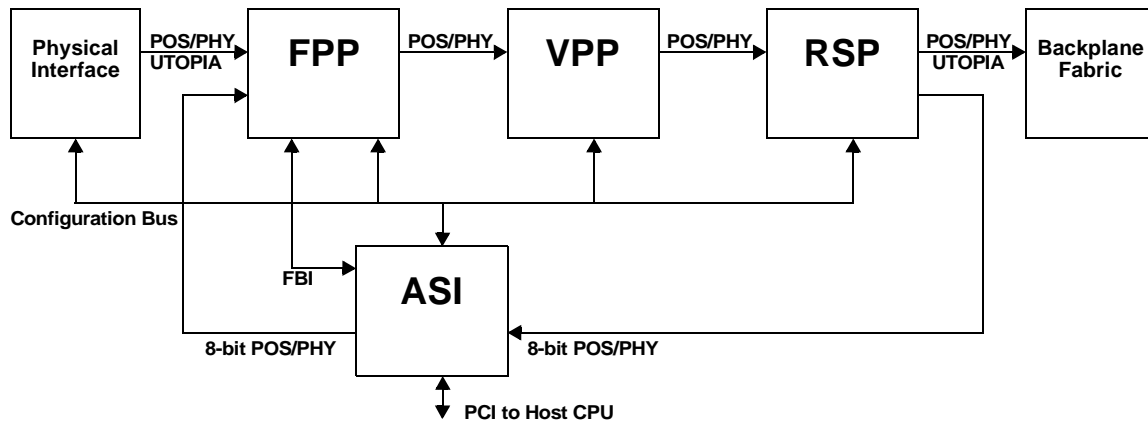 Physical
Interface
POS/PHY
UTOPIA
FPP
POS/PHY
VPP
POS/PHY
RSP
POS/PHY
UTOPIA
Backplane
Fabric
Configuration Bus
FBI
ASI
8-bit POS/PHY
8-bit POS/PHY
PCI to Host CPU